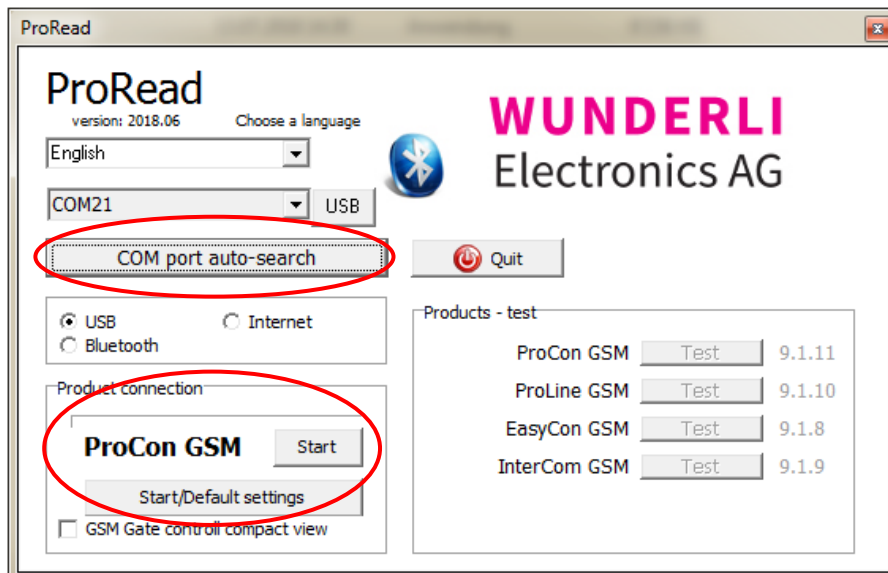 ProRead
ProRead
version: 2018.06
Choose a language
English
COM21
USB
COM port auto-search
WUNDERLI
Electronics AG
Quit
USB
Internet
Bluetooth
Product connection
ProCon GSM
Start
Start/Default settings
GSM Gate controll compact view
Products - test
ProCon GSM Test 9.1.11
ProLine GSM Test 9.1.10
EasyCon GSM Test 9.1.8
InterCom GSM Test 9.1.9